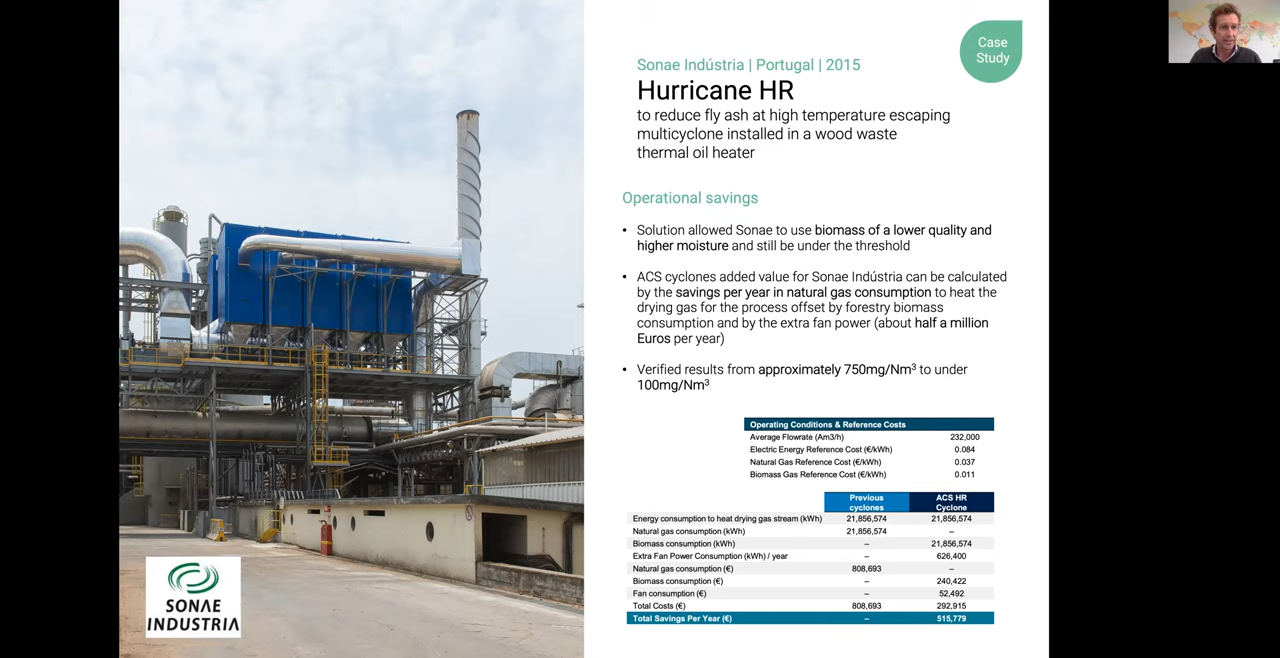 Case
Study
Sonae Indústria | Portugal | 2015
Hurricane HR
to reduce fly ash at high temperature escaping
multicyclone installed in a wood waste
thermal oil heater
Operational savings
• Solution allowed Sonae to use biomass of a lower quality and
higher moisture and still be under the threshold
• ACS cyclones added value for Sonae Indústria can be calculated
by the savings per year in natural gas consumption to heat the
drying gas for the process offset by forestry biomass
consumption and by the extra fan power (about half a million
Euros per year)
• Verified results from approximately 750mg/Nm³ to under
100mg/Nm³
Operating Conditions & Reference Costs
Average Flowrate (Am3/h) 232,000
Electric Energy Reference Cost (€/kWh) 0.084
Natural Gas Reference Cost (€/kWh) 0.037
Biomass Gas Reference Cost (€/kWh) 0.011
Previous ACS HR
cyclones Cyclone
Energy consumption to heat drying gas stream (kWh) 21,856,574 21,856,574
Natural gas consumption (kWh) 21,856,574 –
Biomass consumption (kWh) – 21,856,574
Extra Fan Power Consumption (kWh) / year – 626,400
Natural gas consumption (€) 808,693 –
Biomass consumption (€) – 240,422
Fan consumption (€) – 52,492
Total Costs (€) 808,693 292,915
Total Savings Per Year (€) – 515,779
SONAE
INDUSTRIA